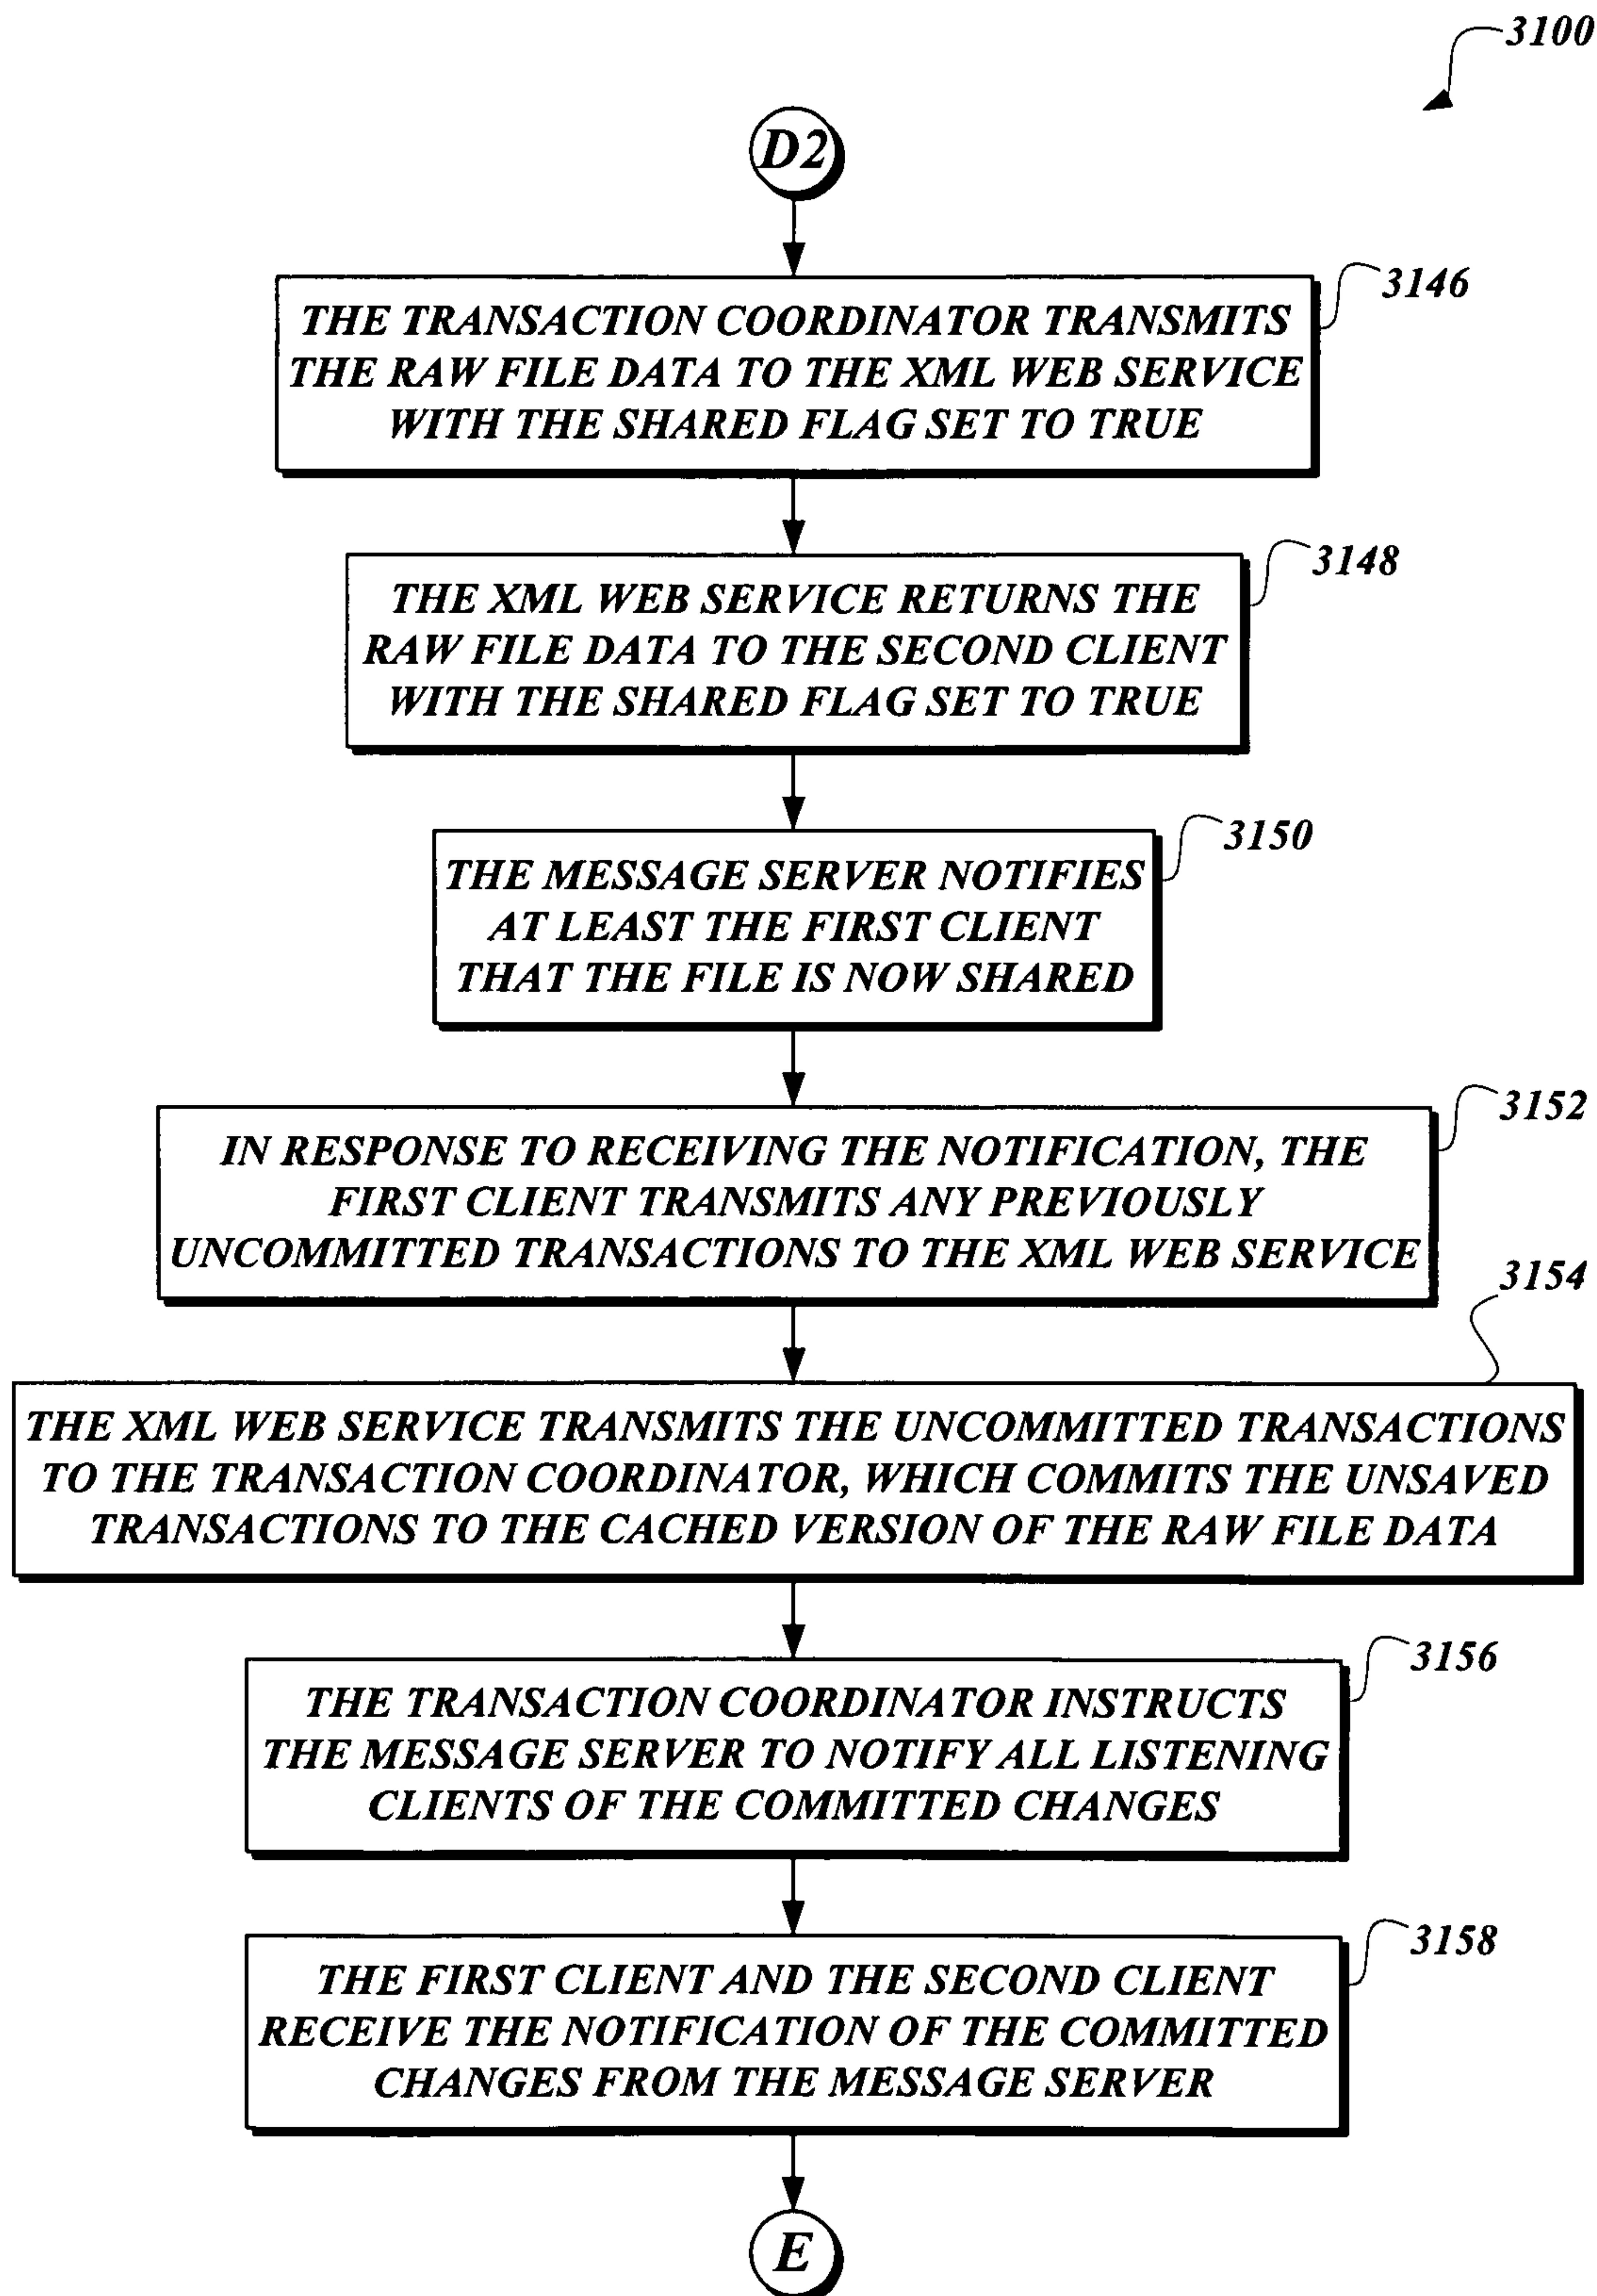 3100
D2
3146
THE TRANSACTION COORDINATOR TRANSMITS
THE RAW FILE DATA TO THE XML WEB SERVICE
WITH THE SHARED FLAG SET TO TRUE
3148
THE XML WEB SERVICE RETURNS THE
RAW FILE DATA TO THE SECOND CLIENT
WITH THE SHARED FLAG SET TO TRUE
3150
THE MESSAGE SERVER NOTIFIES
AT LEAST THE FIRST CLIENT
THAT THE FILE IS NOW SHARED
3152
IN RESPONSE TO RECEIVING THE NOTIFICATION, THE
FIRST CLIENT TRANSMITS ANY PREVIOUSLY
UNCOMMITTED TRANSACTIONS TO THE XML WEB SERVICE
3154
THE XML WEB SERVICE TRANSMITS THE UNCOMMITTED TRANSACTIONS
TO THE TRANSACTION COORDINATOR, WHICH COMMITS THE UNSAVED
TRANSACTIONS TO THE CACHED VERSION OF THE RAW FILE DATA
3156
THE TRANSACTION COORDINATOR INSTRUCTS
THE MESSAGE SERVER TO NOTIFY ALL LISTENING
CLIENTS OF THE COMMITTED CHANGES
3158
THE FIRST CLIENT AND THE SECOND CLIENT
RECEIVE THE NOTIFICATION OF THE COMMITTED
CHANGES FROM THE MESSAGE SERVER
E